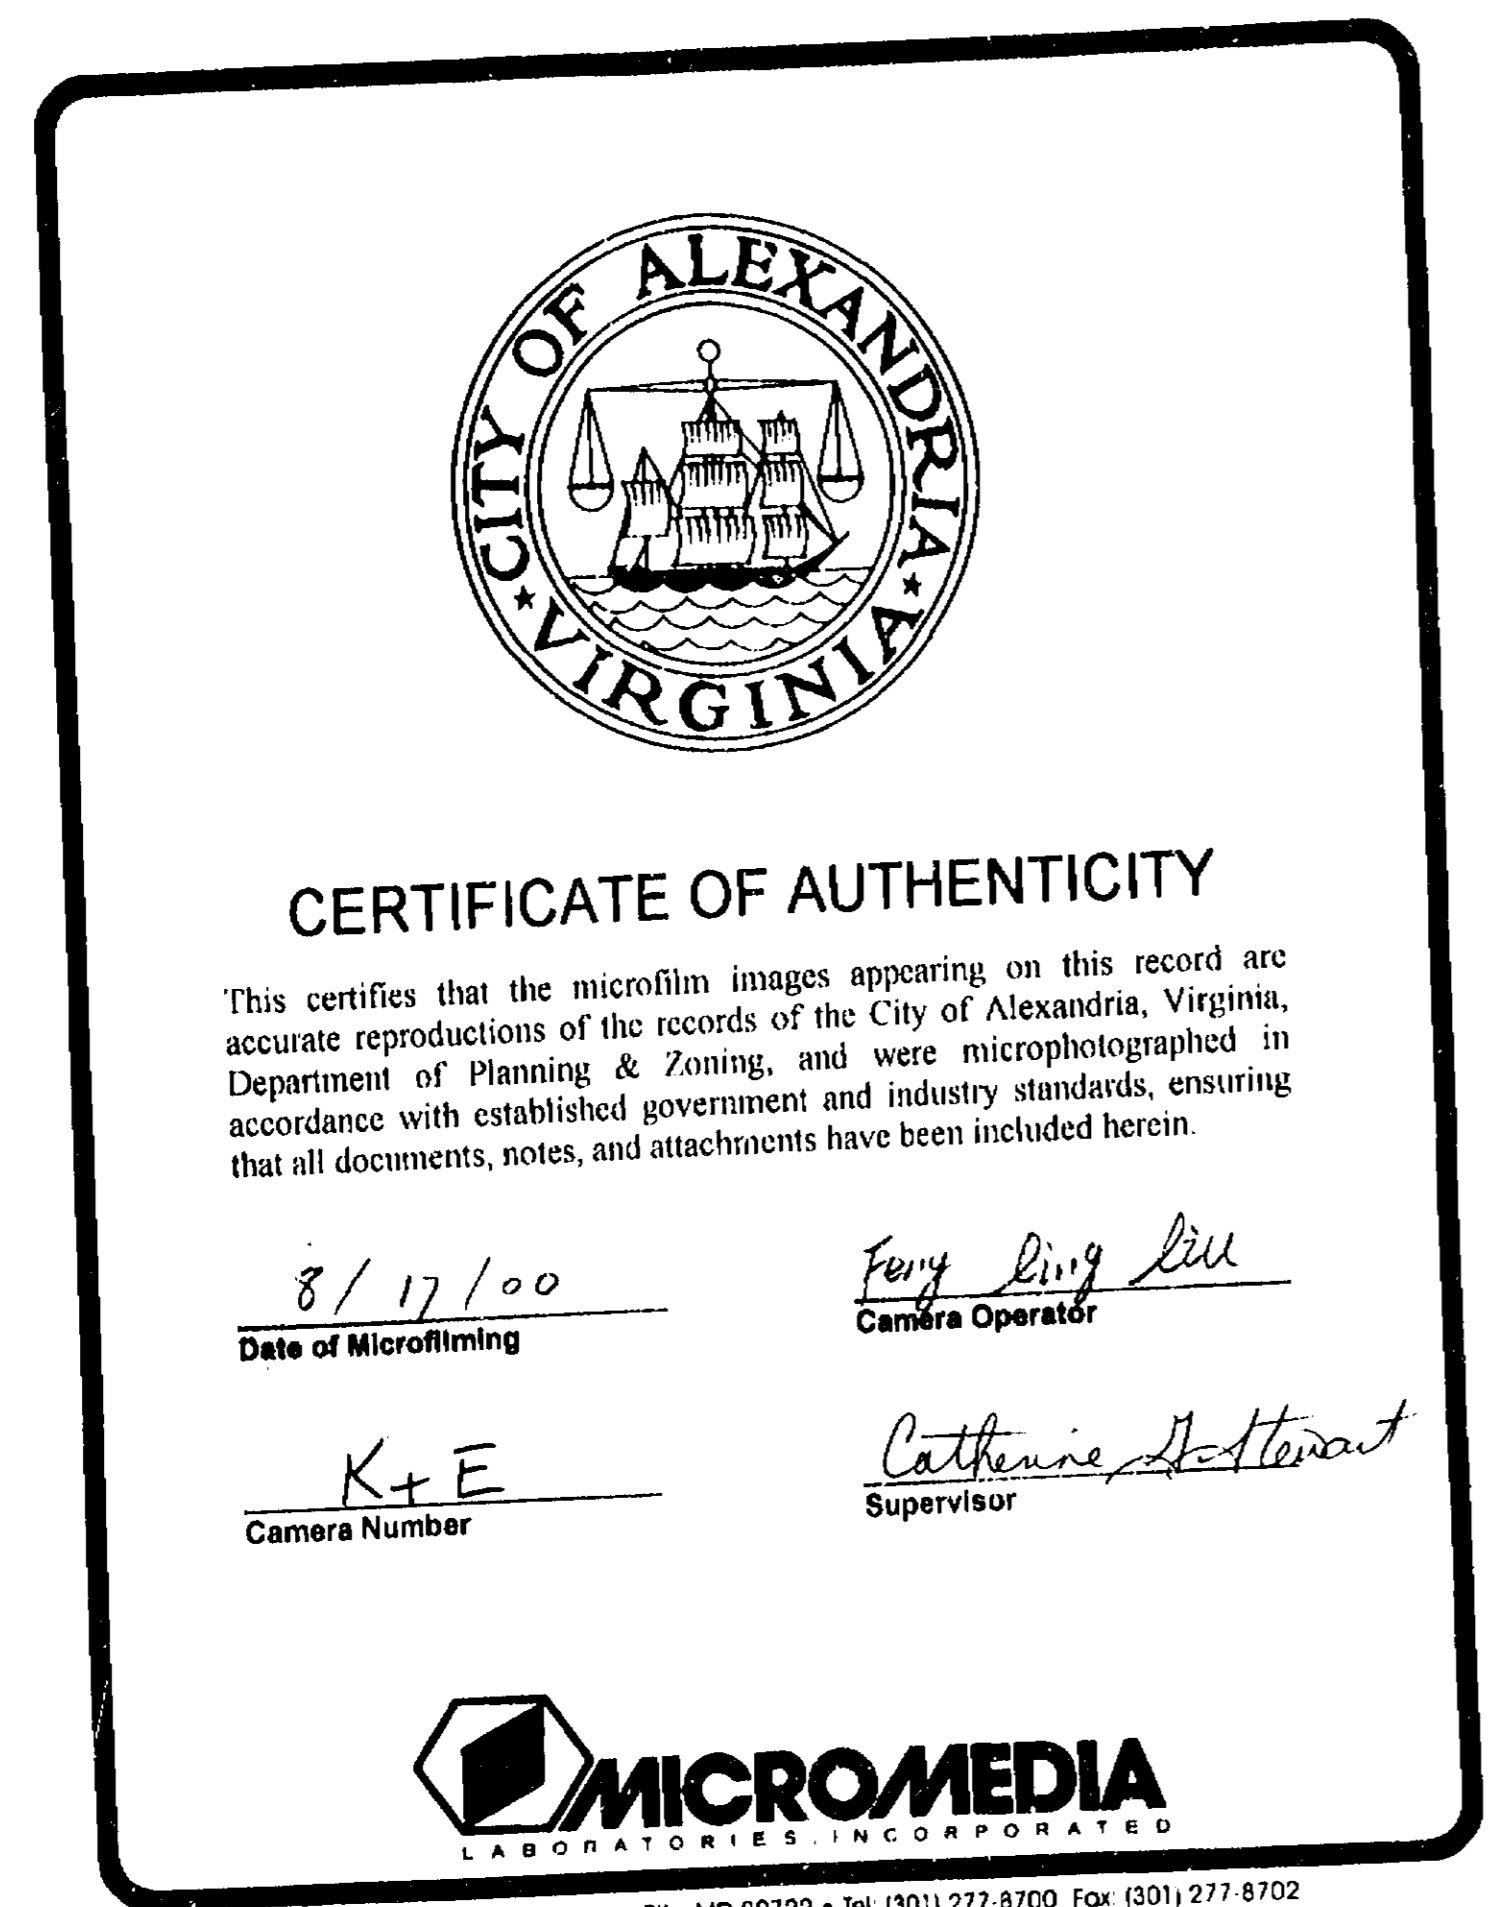 CITY OF ALEXANDRIA
VIRGINIA
CERTIFICATE OF AUTHENTICITY
This certifies that the microfilm images appearing on this record are
accurate reproductions of the records of the City of Alexandria, Virginia,
Department of Planning & Zoning, and were microphotographed in
accordance with established government and industry standards, ensuring
that all documents, notes, and attachments have been included herein.
8/17/00
Date of Microfilming
Feng Ling Liu
Camera Operator
K+E
Camera Number
Catherine G. Stewart
Supervisor
MICROMEDIA
LABORATORIES, INCORPORATED
MD 20722 • Tel: (301) 277-8700 Fax: (301) 277-8702